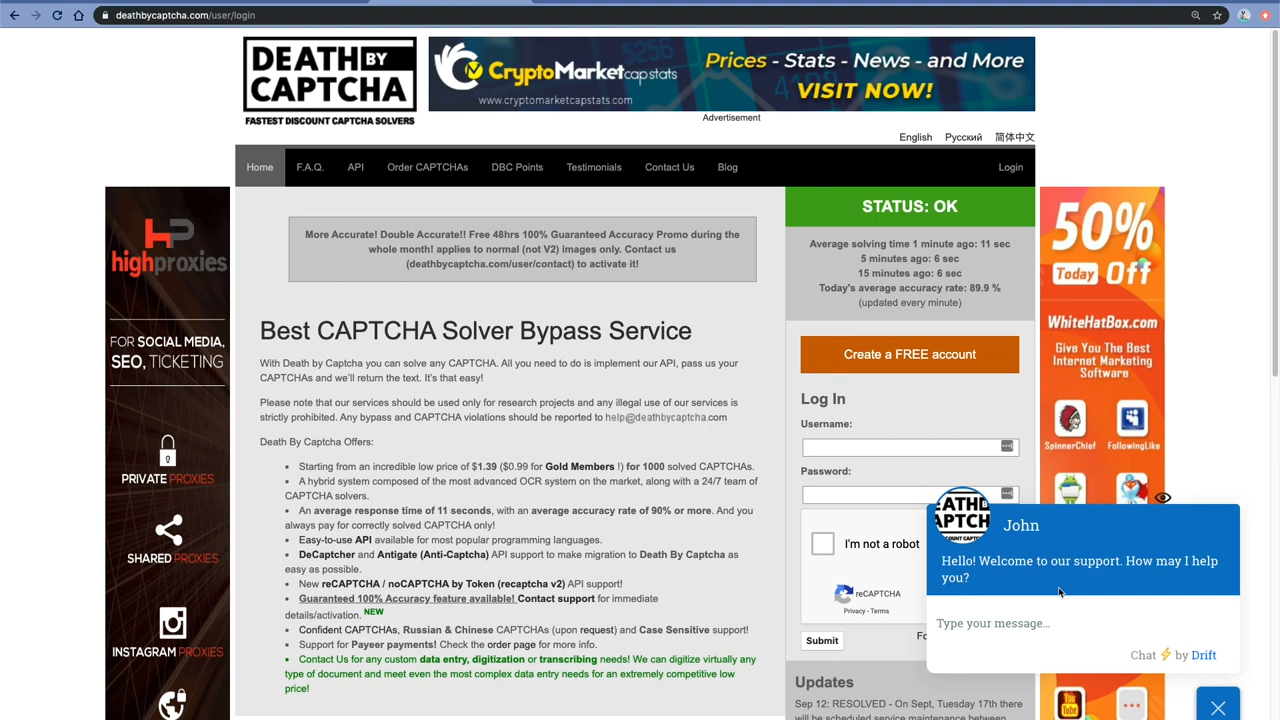 deathbycaptcha.com/user/login
DEATH BY
CAPTCHA
FASTEST DISCOUNT CAPTCHA SOLVERS
CryptoMarketcapstats
www.cryptomarketcapstats.com
Prices - Stats - News - and More
VISIT NOW!
Advertisement
English Русский 简体中文
Home F.A.Q. API Order CAPTCHAs DBC Points Testimonials Contact Us Blog Login
HP
highproxies
FOR SOCIAL MEDIA,
SEO, TICKETING
PRIVATE PROXIES
SHARED PROXIES
INSTAGRAM PROXIES
More Accurate! Double Accurate!! Free 48hrs 100% Guaranteed Accuracy Promo during the
whole month! applies to normal (not V2) images only. Contact us
(deathbycaptcha.com/user/contact) to activate it!
Best CAPTCHA Solver Bypass Service
With Death by Captcha you can solve any CAPTCHA. All you need to do is implement our API, pass us your
CAPTCHAs and we'll return the text. It's that easy!
Please note that our services should be used only for research projects and any illegal use of our services is
strictly prohibited. Any bypass and CAPTCHA violations should be reported to help@deathbycaptcha.com
Death By Captcha Offers:
• Starting from an incredible low price of $1.39 ($0.99 for Gold Members !) for 1000 solved CAPTCHAs.
• A hybrid system composed of the most advanced OCR system on the market, along with a 24/7 team of
CAPTCHA solvers.
• An average response time of 11 seconds, with an average accuracy rate of 90% or more. And you
always pay for correctly solved CAPTCHA only!
• Easy-to-use API available for most popular programming languages.
• DeCaptcher and Antigate (Anti-Captcha) API support to make migration to Death By Captcha as
easy as possible.
• New reCAPTCHA / noCAPTCHA by Token (recaptcha v2) API support!
• Guaranteed 100% Accuracy feature available! Contact support for immediate
details/activation. NEW
• Confident CAPTCHAs, Russian & Chinese CAPTCHAs (upon request) and Case Sensitive support!
• Support for Payeer payments! Check the order page for more info.
• Contact Us for any custom data entry, digitization or transcribing needs! We can digitize virtually any
type of document and meet even the most complex data entry needs for an extremely competitive low
price!
STATUS: OK
Average solving time 1 minute ago: 11 sec
5 minutes ago: 6 sec
15 minutes ago: 6 sec
Today's average accuracy rate: 89.9 %
(updated every minute)
Create a FREE account
Log In
Username:
Password:
I'm not a robot
reCAPTCHA
Privacy - Terms
Submit
Fo
Updates
Sep 12: RESOLVED - On Sept, Tuesday 17th there
will be scheduled service maintenance between
50%
Today Off
WhiteHatBox.com
Give You The Best
Internet Marketing
Software
SpinnerChief FollowingLike
You
Tube
DEATH
CAPTCH
John
Hello! Welcome to our support. How may I help
you?
Type your message...
Chat ⚡ by Drift